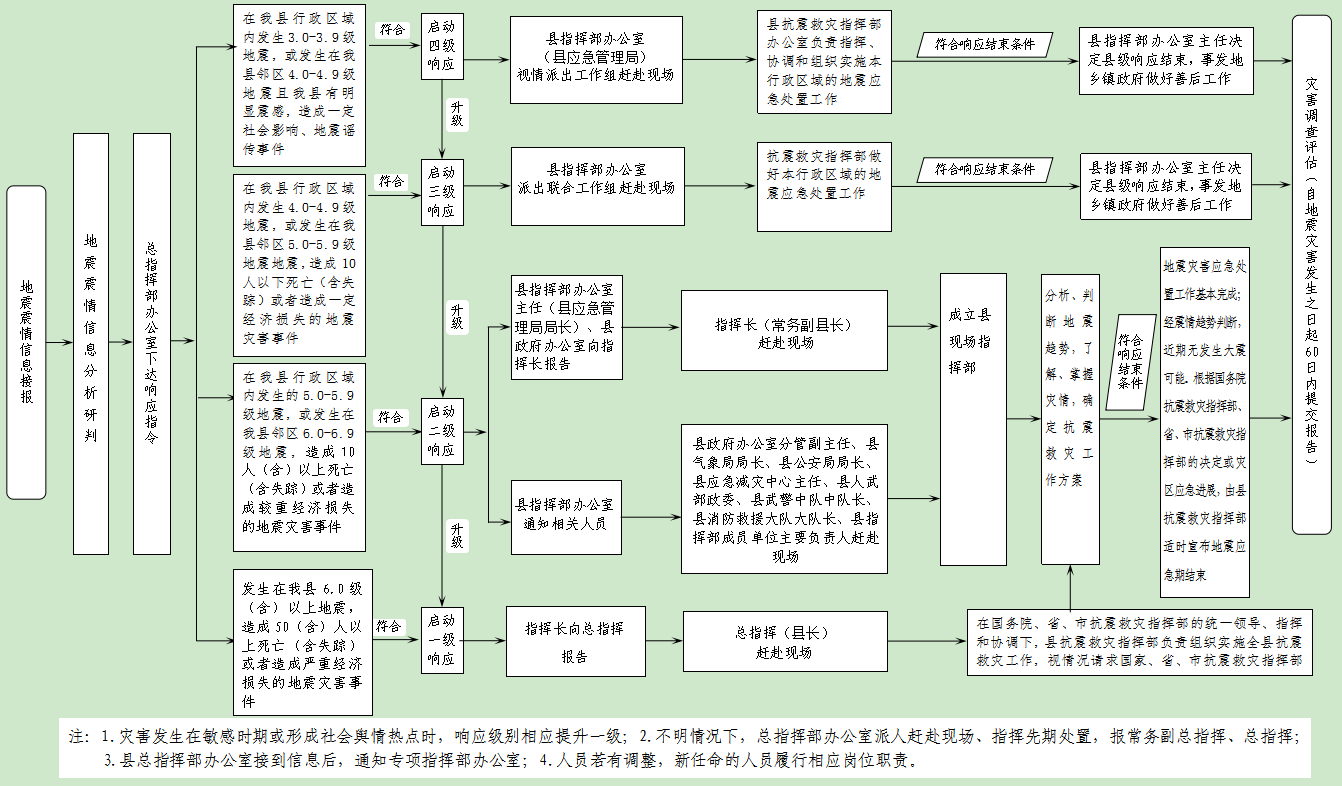 地震震情信息接报
地震震情信息分析研判
总指挥部办公室下达响应指令
在我县行政区域
内发生3.0-3.9级
地震，或发生在我
县邻区4.0-4.9级
地震且我县有明
显震感，造成一定
社会影响、地震谣
传事件
符合
启动
四级
响应
县指挥部办公室
（县应急管理局）
视情派出工作组赶赴现场
县抗震救灾指挥部
办公室负责指挥、
协调和组织实施本
行政区域的地震应
急处置工作
符合响应结束条件
县指挥部办公室主任决
定县级响应结束，事发地
乡镇政府做好善后工作
升
级
在我县行政区域
内发生4.0-4.9级
地震，或发生在我
县邻区5.0-5.9级
地震地震，造成10
人以下死亡（含失
踪）或者造成一定
经济损失的地震
灾害事件
符合
启动
三级
响应
县指挥部办公室
派出联合工作组赶赴现场
抗震救灾指挥部做
好本行政区域的地
震应急处置工作
符合响应结束条件
县指挥部办公室主任决
定县级响应结束，事发地
乡镇政府做好善后工作
升
级
在我县行政区域
内发生的5.0-5.9
级地震，或发生在
我县邻区6.0-6.9
级地震，造成10
人（含）以上死亡
（含失踪）或者造
成较重经济损失
的地震灾害事件
符合
启动
二级
响应
县指挥部办公室
主任（县应急管
理局局长）、县
政府办公室向指
挥长报告
指挥长（常务副县长）
赶赴现场
县指挥部办公室
通知相关人员
县政府办公室分管副主任、县
气象局局长、县公安局局长、
县应急减灾中心主任、县人武
部政委、县武警中队中队长、
县消防救援大队大队长、县指
挥部成员单位主要负责人赶赴
现场
成立县
现场指
挥部
分析、判
断地震
趋势，了
解、掌握
灾情，确
定抗震
救灾工
作方案
符合
响应
结束
条件
地震灾害应急处
置工作基本完成；
经震情趋势判断，
近期无发生大震
可能。根据国务院
抗震救灾指挥部、
省、市抗震救灾指
挥部的决定或灾
区应急进展，由县
抗震救灾指挥部
适时宣布地震应
急期结束
升
级
发生在我县 6.0 级
（含）以上地震，
造成50（含）人以
上死亡（含失踪）
或者造成严重经济
损失的地震灾害事
件
符合
启动
一级
响应
指挥长向总指挥
报告
总指挥（县长）
赶赴现场
在国务院、省、市抗震救灾指挥部的统一领导、指挥
和协调下，县抗震救灾指挥部负责组织实施全县抗震
救灾工作，视情况请求国家、省、市抗震救灾指挥部
灾害调查评估（自地震灾害发生之日起60日内提交报告）
注：1.灾害发生在敏感时期或形成社会舆情热点时，响应级别相应提升一级；2.不明情况下，总指挥部办公室派人赶赴现场、指挥先期处置，报常务副总指挥、总指挥；
3.县总指挥部办公室接到信息后，通知专项指挥部办公室；4.人员若有调整，新任命的人员履行相应岗位职责。